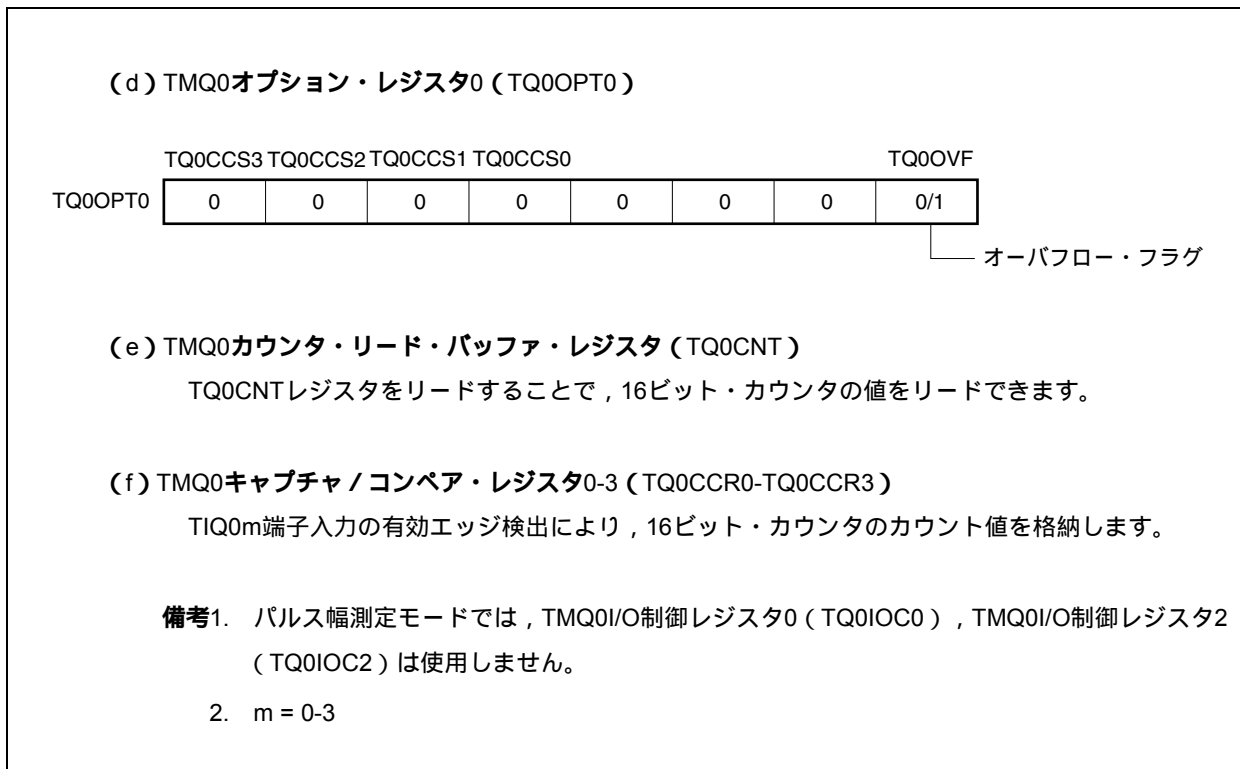 (d)TMQ0オプション・レジスタ0(TQ0OPT0)
TQ0CCS3 TQ0CCS2 TQ0CCS1 TQ0CCS0 TQ0OVF
TQ0OPT0 0 0 0 0 0 0 0 0/1
オーバフロー・フラグ
(e)TMQ0カウンタ・リード・バッファ・レジスタ(TQ0CNT)
TQ0CNTレジスタをリードすることで,16ビット・カウンタの値をリードできます。
(f)TMQ0キャプチャ/コンペア・レジスタ0-3(TQ0CCR0-TQ0CCR3)
TIQ0m端子入力の有効エッジ検出により,16ビット・カウンタのカウント値を格納します。
備考1. パルス幅測定モードでは,TMQ0I/O制御レジスタ0(TQ0IOC0),TMQ0I/O制御レジスタ2
(TQ0IOC2)は使用しません。
2. m = 0-3